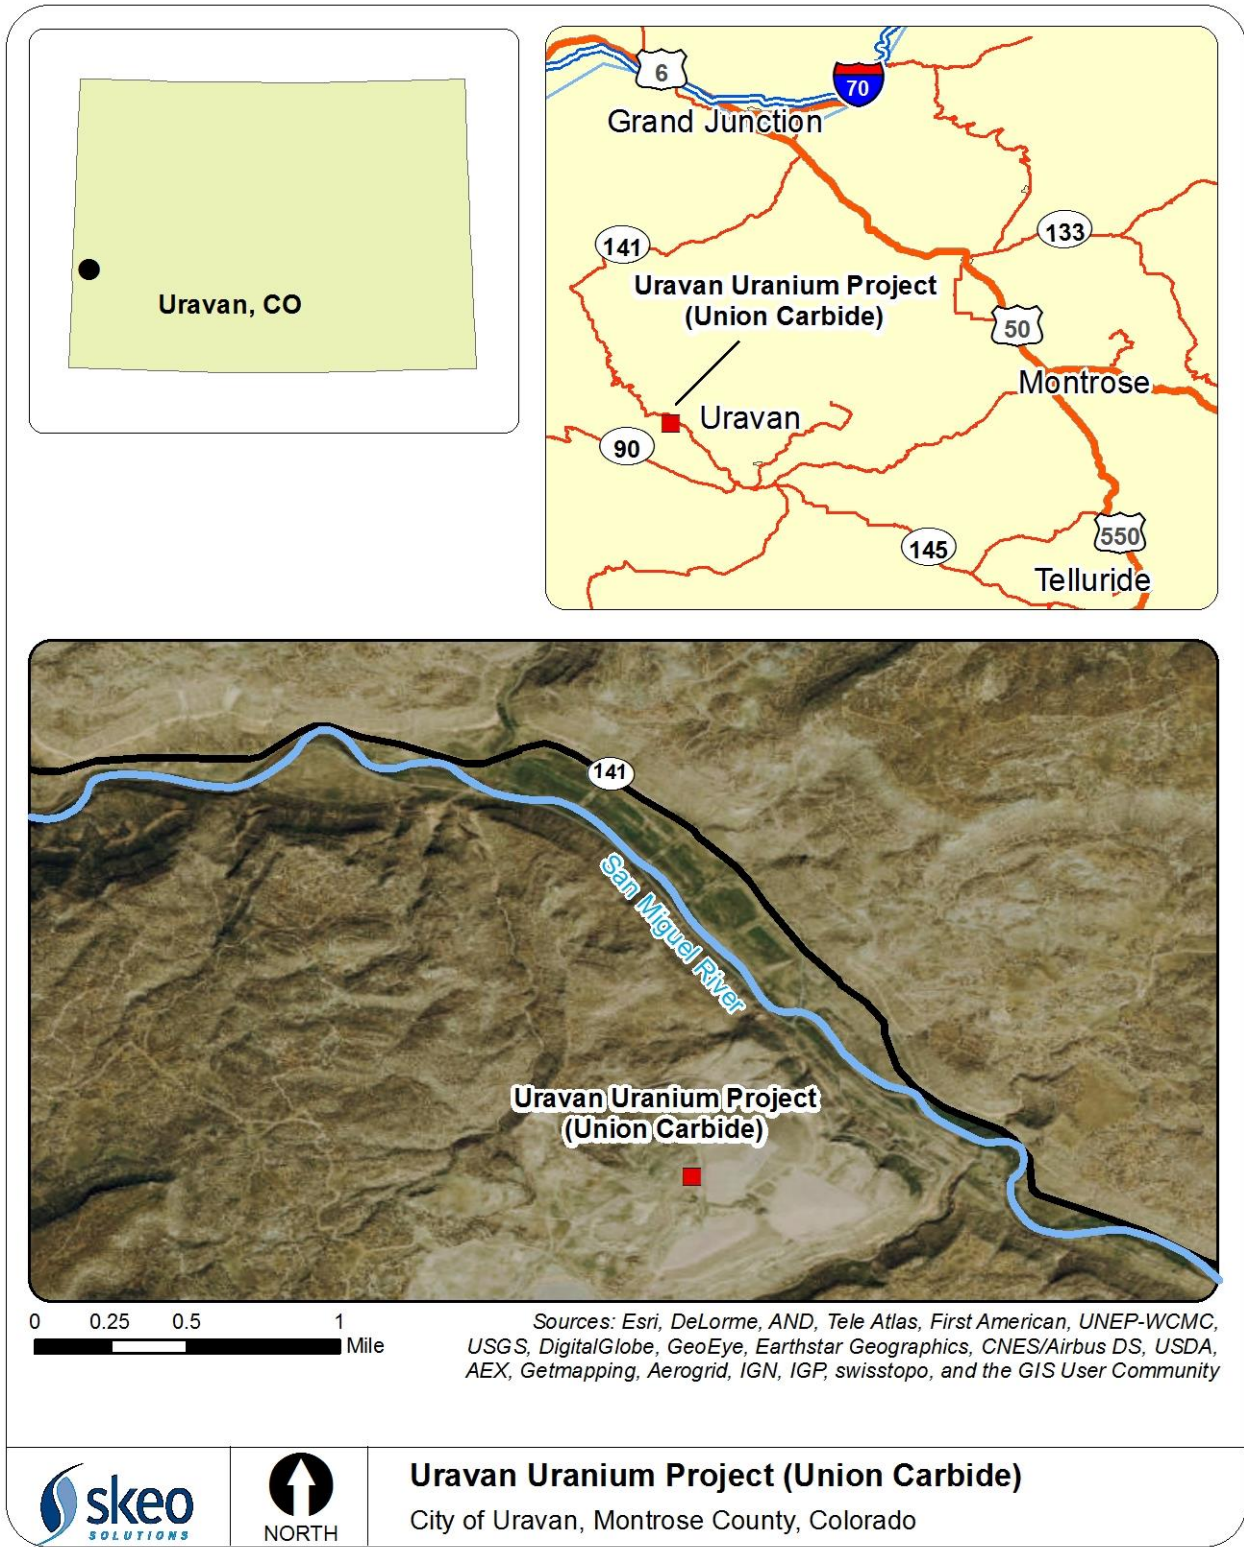 Uravan, CO
6
70
Grand Junction
141
133
Uravan Uranium Project
(Union Carbide)
50
Montrose
Uravan
90
145
550
Telluride
141
San Miguel River
Uravan Uranium Project
(Union Carbide)
0 0.25 0.5 1
Mile
Sources: Esri, DeLorme, AND, Tele Atlas, First American, UNEP-WCMC,
USGS, DigitalGlobe, GeoEye, Earthstar Geographics, CNES/Airbus DS, USDA,
AEX, Getmapping, Aerogrid, IGN, IGP, swisstopo, and the GIS User Community
skeo
SOLUTIONS
NORTH
Uravan Uranium Project (Union Carbide)
City of Uravan, Montrose County, Colorado